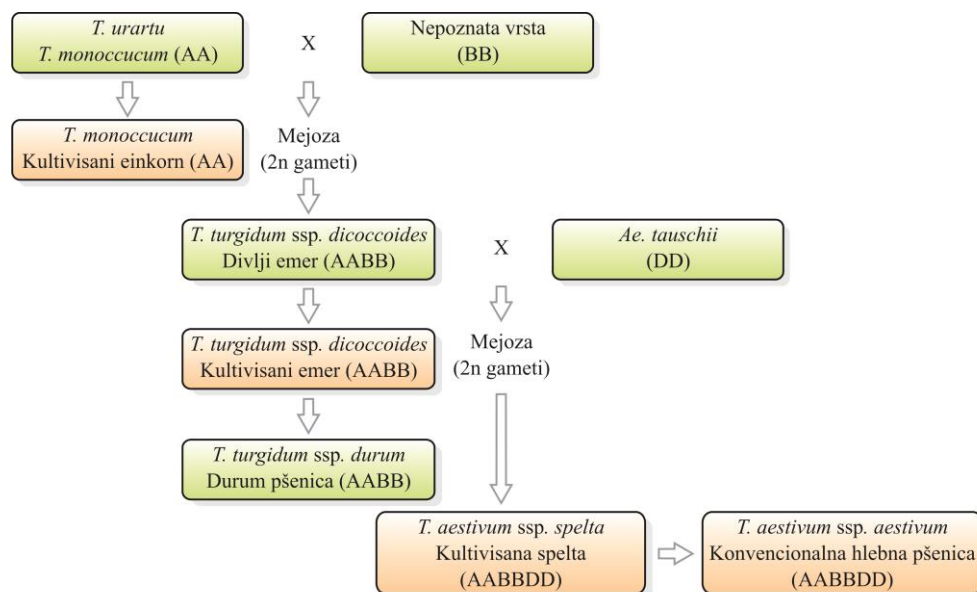 T. urartu
T. monoccucum (AA)
X
Nepoznata vrsta
(BB)
T. monoccucum
Kultivisani einkorn (AA)
Mejoza
(2n gameti)
T. turgidum ssp. dicoccoides
Divlji emer (AABB)
X
Ae. tauschii
(DD)
T. turgidum ssp. dicoccoides
Kultivisani emer (AABB)
Mejoza
(2n gameti)
T. turgidum ssp. durum
Durum pšenica (AABB)
T. aestivum ssp. spelta
Kultivisana spelta
(AABBDD)
T. aestivum ssp. aestivum
Konvencionalna hlebna pšenica
(AABBDD)